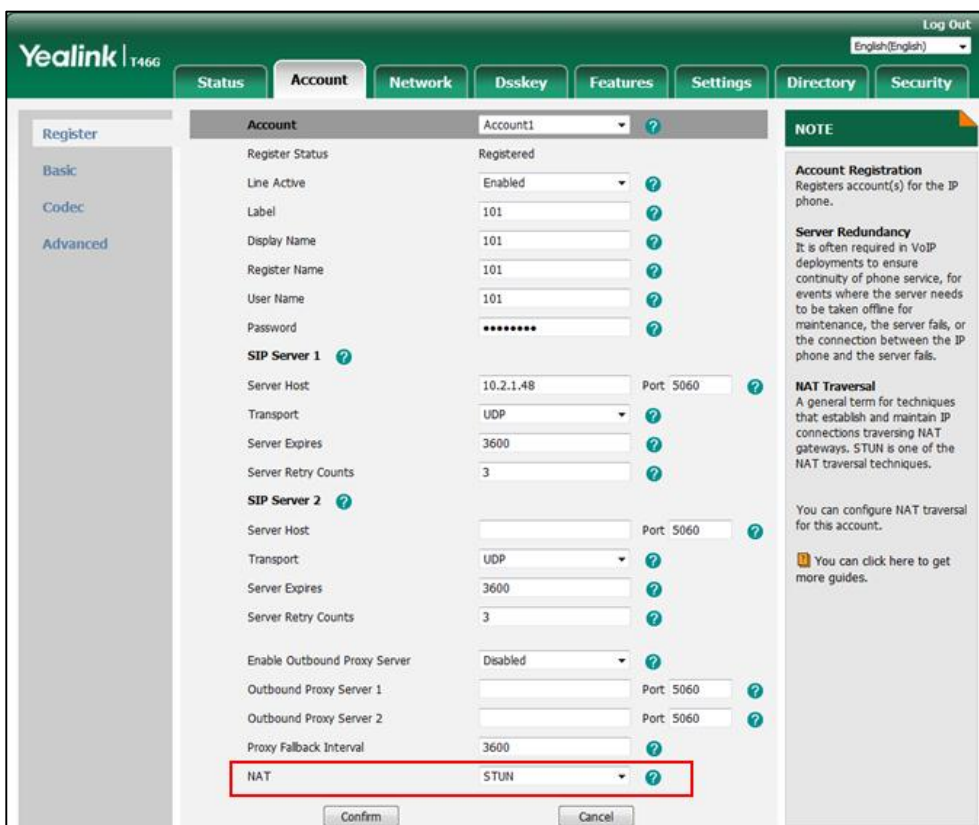 Log Out
English(English)
Yealink | T46G
Status Account Network Dsskey Features Settings Directory Security
Register
Basic
Codec
Advanced
Account Account1
Register Status Registered
Line Active Enabled
Label 101
Display Name 101
Register Name 101
User Name 101
Password ••••••••
SIP Server 1
Server Host 10.2.1.48 Port 5060
Transport UDP
Server Expires 3600
Server Retry Counts 3
SIP Server 2
Server Host Port 5060
Transport UDP
Server Expires 3600
Server Retry Counts 3
Enable Outbound Proxy Server Disabled
Outbound Proxy Server 1 Port 5060
Outbound Proxy Server 2 Port 5060
Proxy Fallback Interval 3600
NAT STUN
Confirm Cancel
NOTE
Account Registration
Registers account(s) for the IP
phone.
Server Redundancy
It is often required in VoIP
deployments to ensure
continuity of phone service, for
events where the server needs
to be taken offline for
maintenance, the server fails, or
the connection between the IP
phone and the server fails.
NAT Traversal
A general term for techniques
that establish and maintain IP
connections traversing NAT
gateways. STUN is one of the
NAT traversal techniques.
You can configure NAT traversal
for this account.
You can click here to get
more guides.